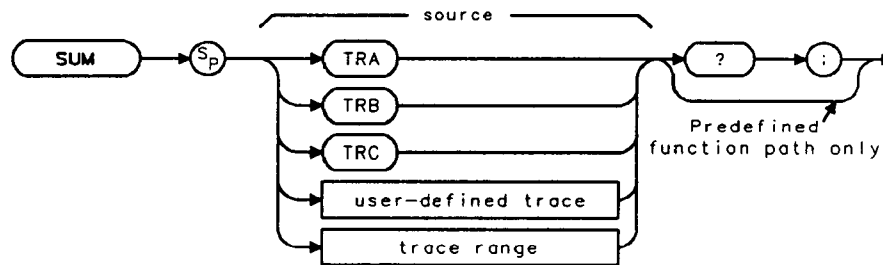 source
SUM
SP
TRA
?
;
TRB
TRC
Predefined
function path only
user-defined trace
trace range